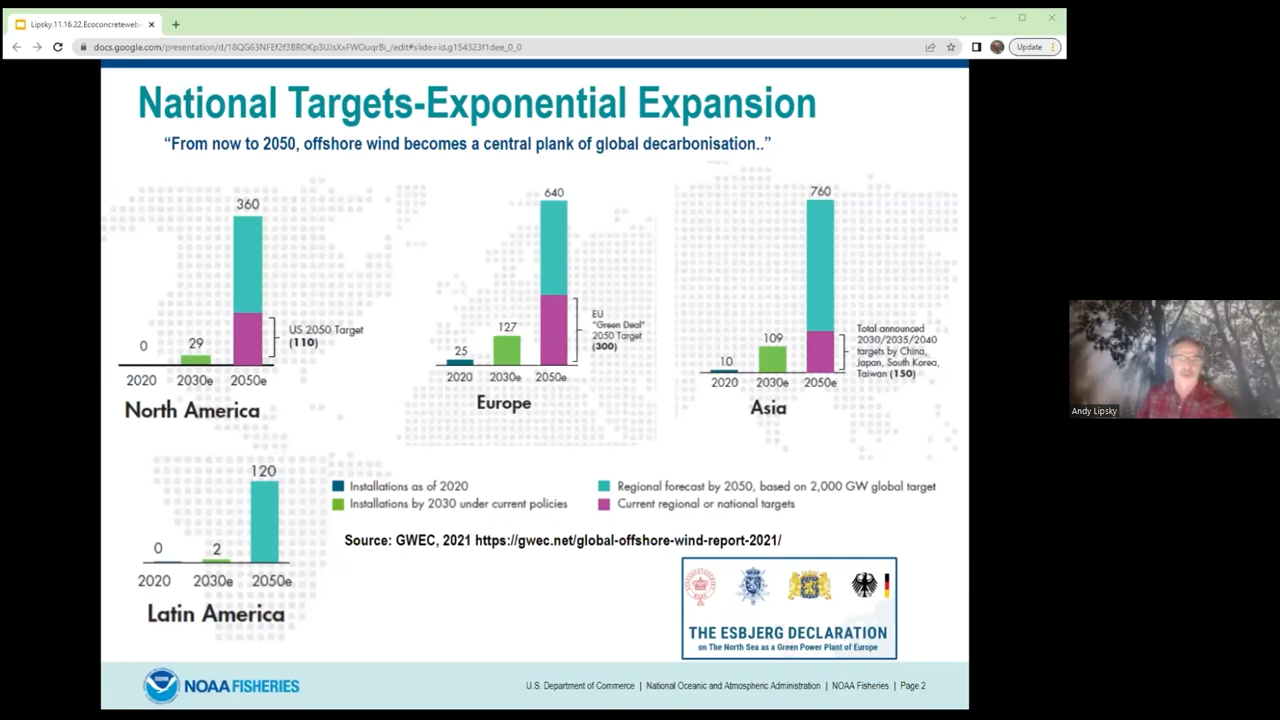 Lipsky.11.16.22.Ecoconcreteweb
docs.google.com/presentation/d/18QG63NFEf2f3BROKp3UJsXxFWOuqrBi_/edit#slide=id.g154323f1dee_0_0
Update
National Targets-Exponential Expansion
“From now to 2050, offshore wind becomes a central plank of global decarbonisation..”
360
0
29
US 2050 Target
(110)
2020 2030e 2050e
North America
640
25
127
EU
“Green Deal”
2050 Target
(300)
2020 2030e 2050e
Europe
760
10
109
Total announced
2030/2035/2040
targets by China,
Japan, South Korea,
Taiwan (150)
2020 2030e 2050e
Asia
120
0
2
2020 2030e 2050e
Latin America
Installations as of 2020
Installations by 2030 under current policies
Regional forecast by 2050, based on 2,000 GW global target
Current regional or national targets
Source: GWEC, 2021 https://gwec.net/global-offshore-wind-report-2021/
THE ESBJERG DECLARATION
on The North Sea as a Green Power Plant of Europe
NOAA
NOAA FISHERIES
U.S. Department of Commerce | National Oceanic and Atmospheric Administration | NOAA Fisheries | Page 2
Andy Lipsky